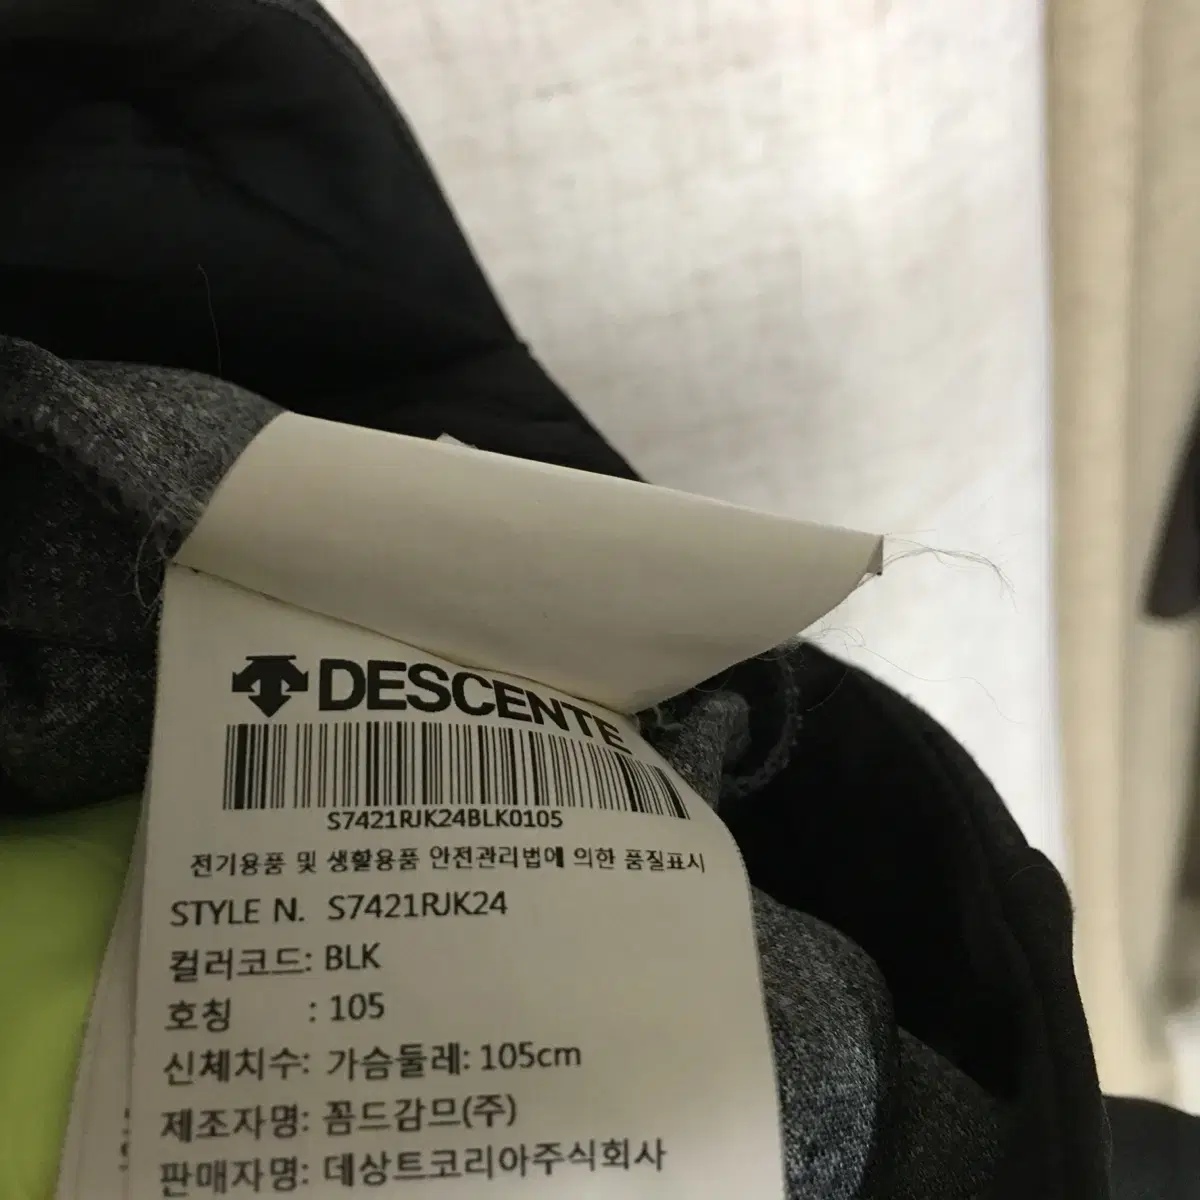 DESCENTE
S7421RJK24BLK0105
전기용품 및 생활용품 안전관리법에 의한 품질표시
STYLE N. S7421RJK24
컬러코드: BLK
호칭 : 105
신체치수: 가슴둘레: 105cm
제조자명: 꼼드감므(주)
판매자명: 데상트코리아주식회사